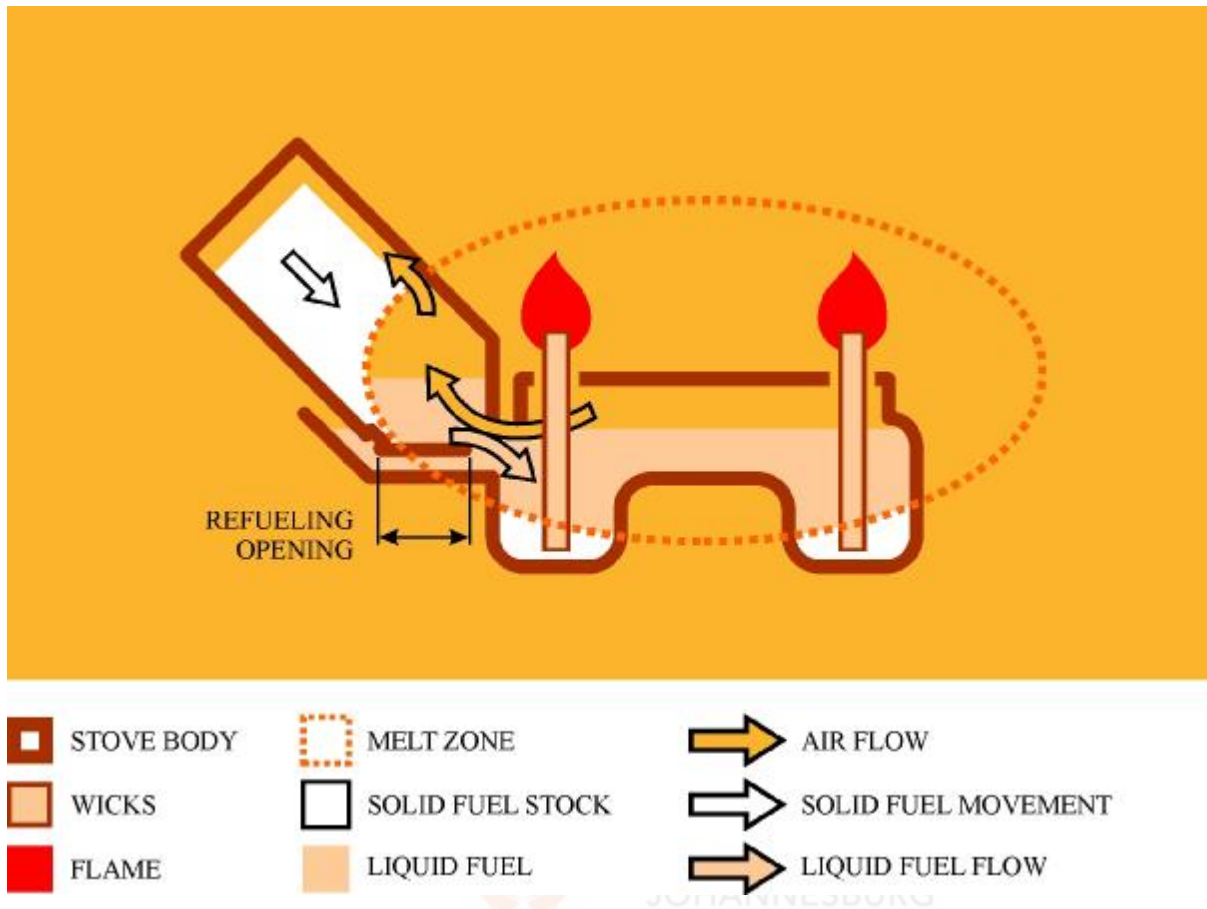 REFUELING
OPENING
STOVE BODY
MELT ZONE
AIR FLOW
WICKS
SOLID FUEL STOCK
SOLID FUEL MOVEMENT
FLAME
LIQUID FUEL
LIQUID FUEL FLOW
JOHANNESBURG